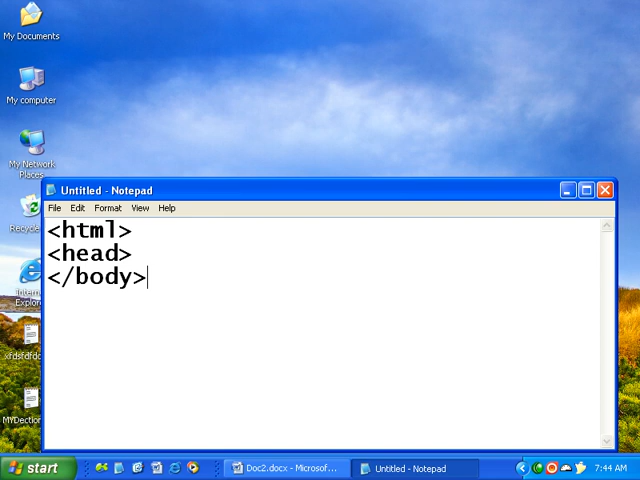 My Documents
My computer
My Network
Places
Untitled - Notepad
File Edit Format View Help
<html>
<head>
</body>
Explor
start
Doc2.docx - Microsof...
Untitled - Notepad
7:44 AM